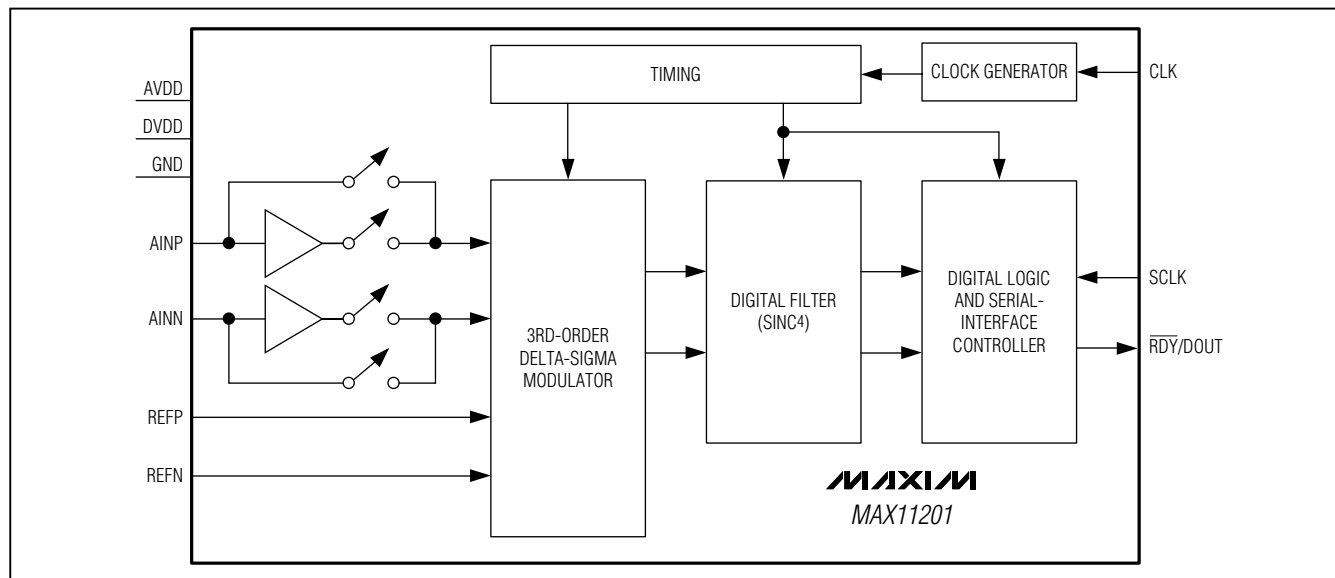 TIMING
CLOCK GENERATOR
CLK
AVDD
DVDD
GND
AINP
AINN
REFP
REFN
3RD-ORDER
DELTA-SIGMA
MODULATOR
DIGITAL FILTER
(SINC4)
DIGITAL LOGIC
AND SERIAL-
INTERFACE
CONTROLLER
SCLK
RDY/DOUT
MAXIM
MAX11201